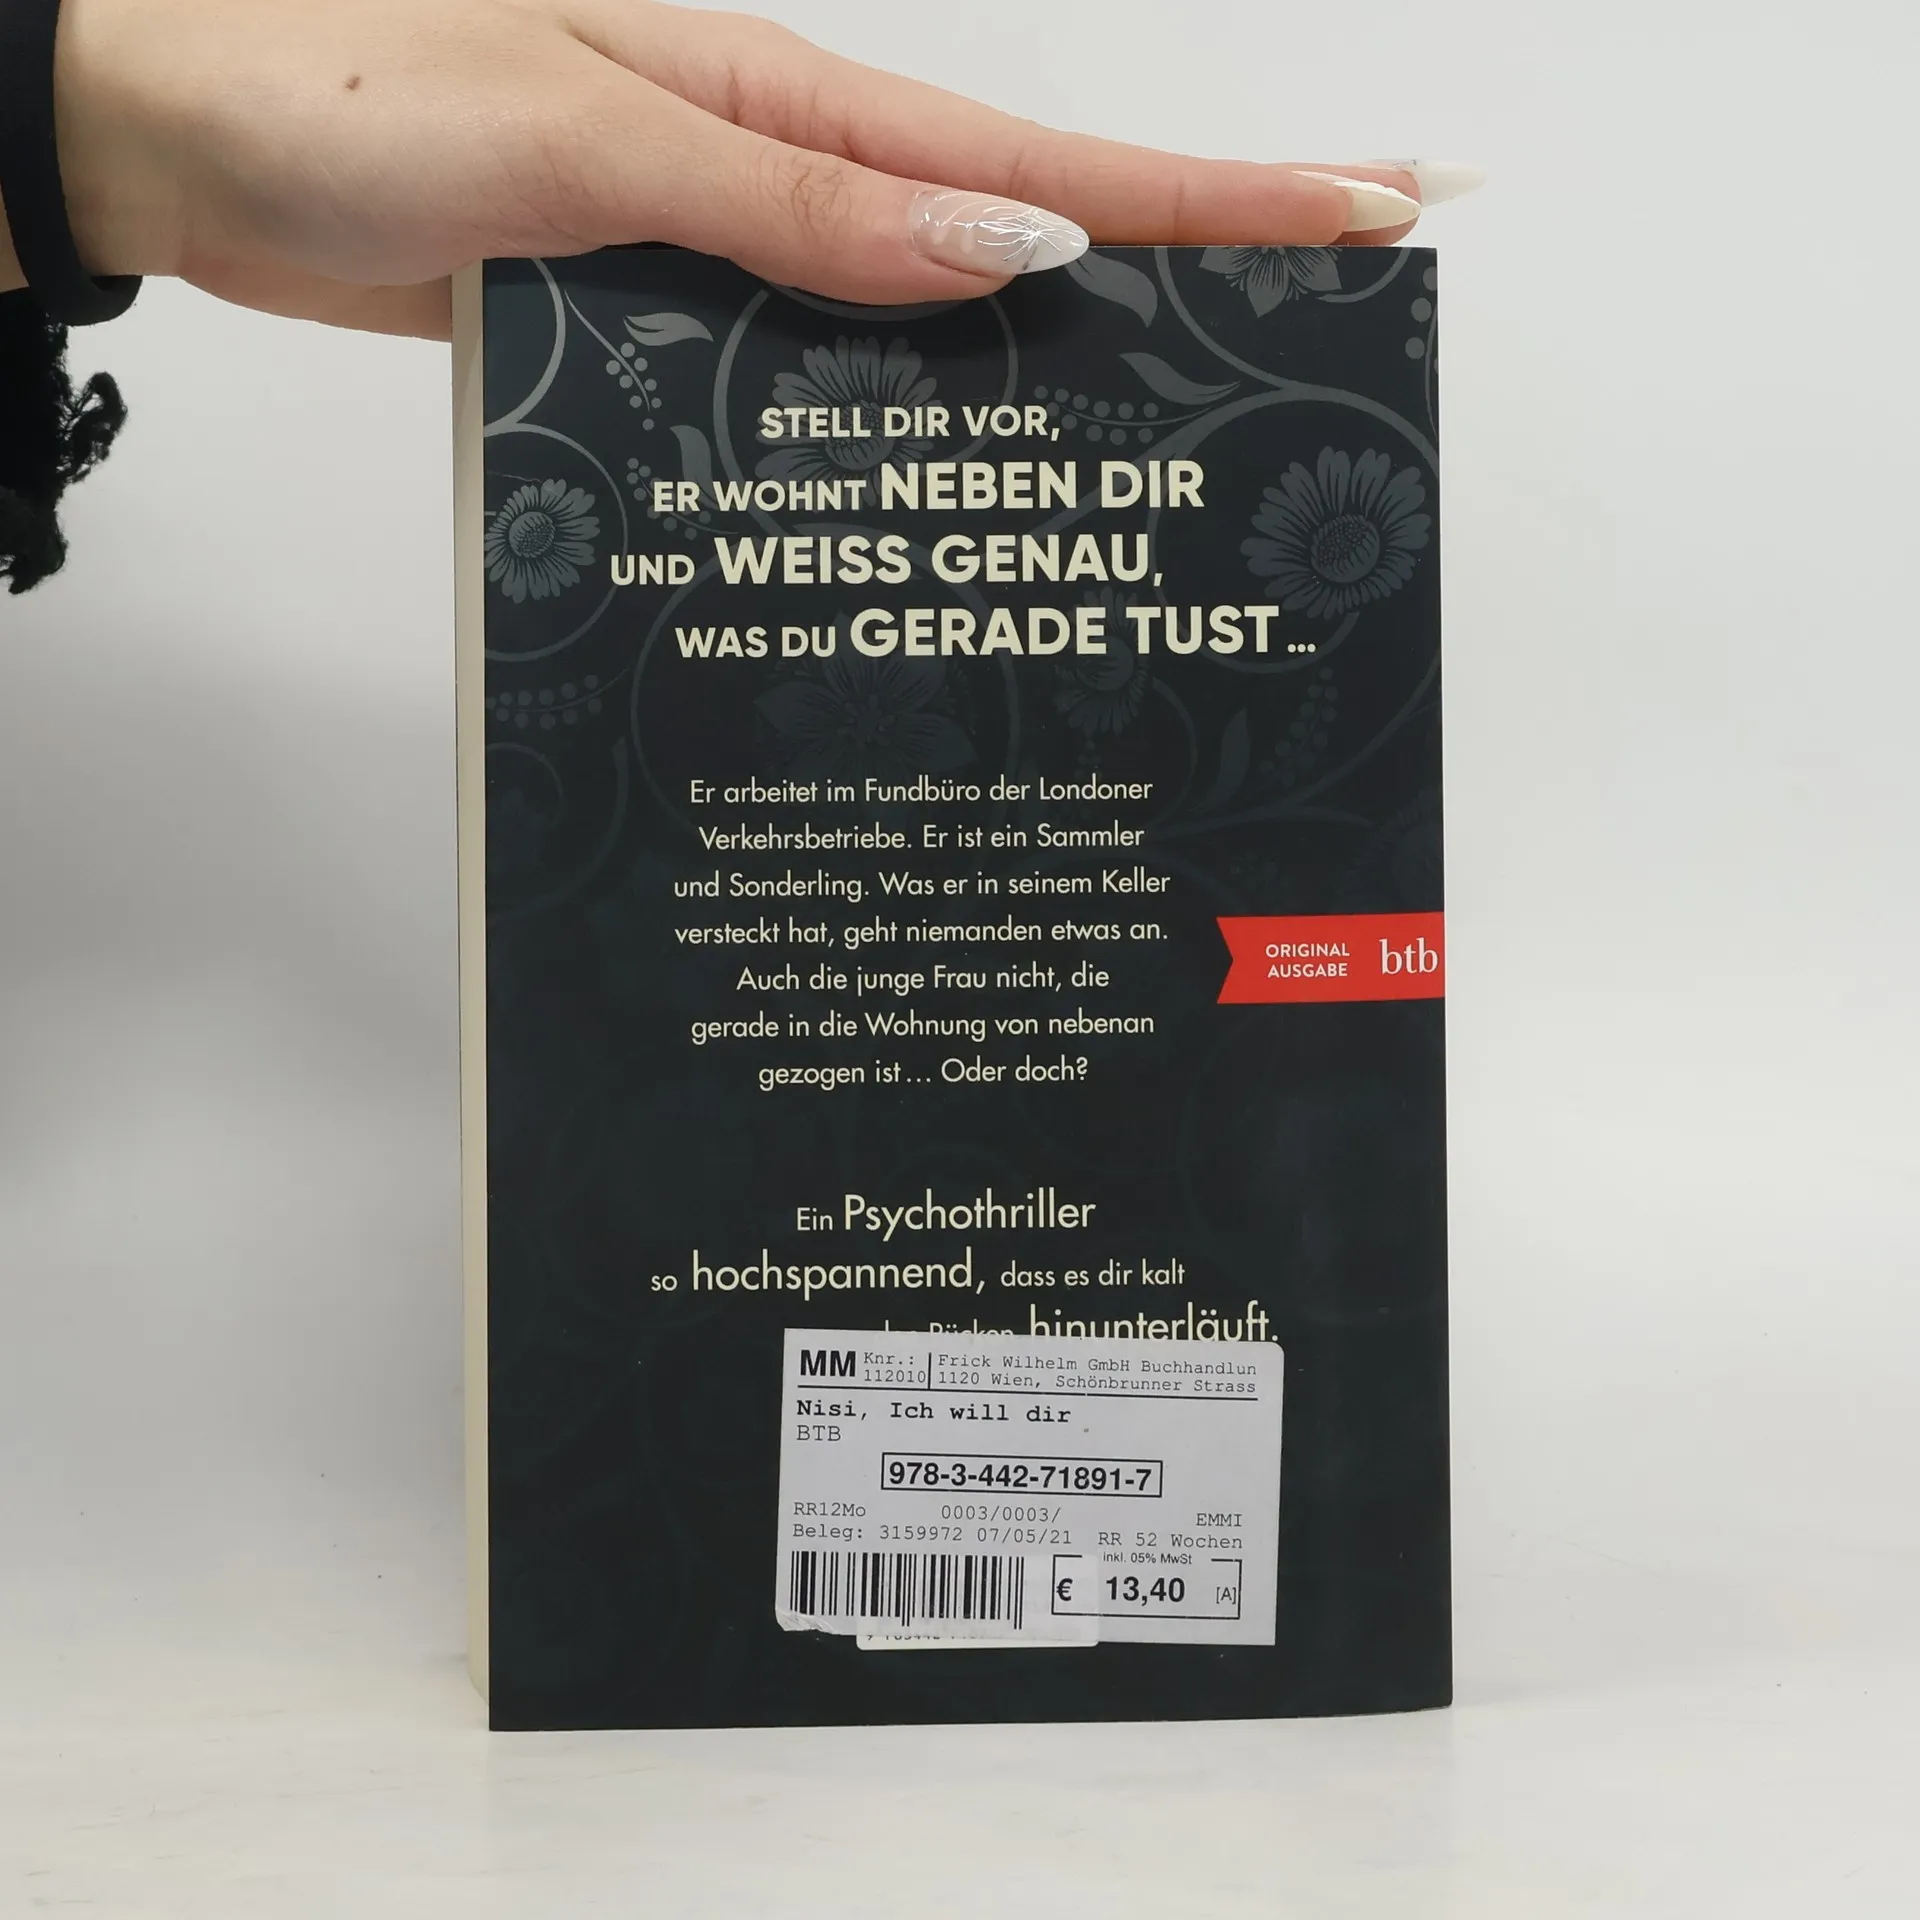 STELL DIR VOR,
ER WOHNT NEBEN DIR
UND WEISS GENAU,
WAS DU GERADE TUST...
Er arbeitet im Fundbüro der Londoner
Verkehrsbetriebe. Er ist ein Sammler
und Sonderling. Was er in seinem Keller
versteckt hat, geht niemanden etwas an.
Auch die junge Frau nicht, die
gerade in die Wohnung von nebenan
gezogen ist... Oder doch?
ORIGINAL
AUSGABE
btb
Ein Psychothriller
so hochspannend, dass es dir kalt
den Rücken hinunterläuft.
MM
Knr.:
112010
Frick Wilhelm GmbH Buchhandlun
1120 Wien, Schönbrunner Strass
Nisi, Ich will dir
BTB
978-3-442-71891-7
RR12Mo 0003/0003/ EMMI
Beleg: 3159972 07/05/21 RR 52 Wochen
inkl. 05% MwSt
€ 13,40 [A]